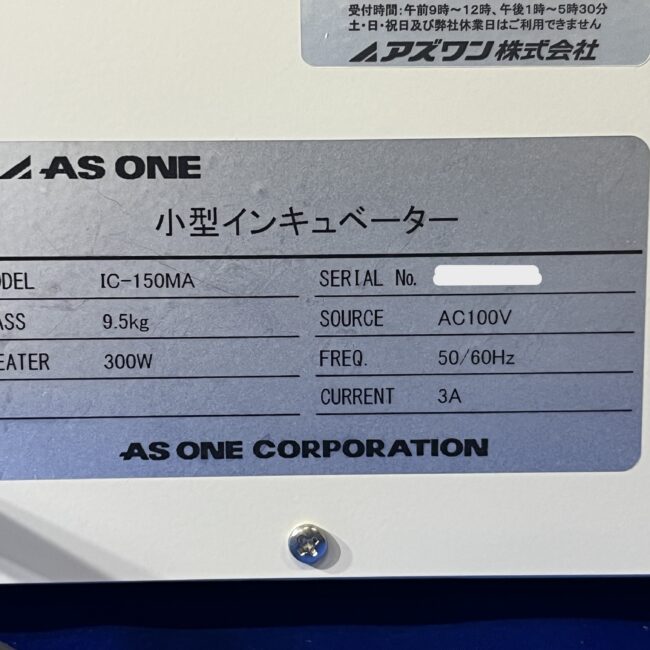 受付時間：午前9時～12時、午後1時～5時30分
土・日・祝日及び弊社休業日はご利用できません
アズワン株式会社
AS ONE
小型インキュベーター
ODEL IC-150MA
SERIAL No.
ASS 9.5kg
SOURCE AC100V
EATER 300W
FREQ. 50/60Hz
CURRENT 3A
AS ONE CORPORATION